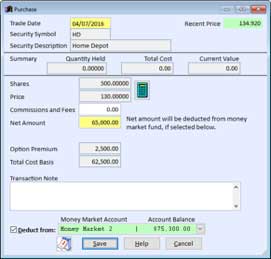 Purchase
Trade Date 04/07/2016 Recent Price 134.920
Security Symbol HD
Security Description Home Depot
Summary Quantity Held Total Cost Current Value
0.00000 0.00 0.00
Shares 500.00000
Price 130.00000
Commissions and Fees 0.00
Net Amount 65,000.00 Net amount will be deducted from money
market fund, if selected below.
Option Premium 2,500.00
Total Cost Basis 62,500.00
Transaction Note
Money Market Account Account Balance
Deduct from: Money Market 2 | $75,300.00
Save Help Cancel